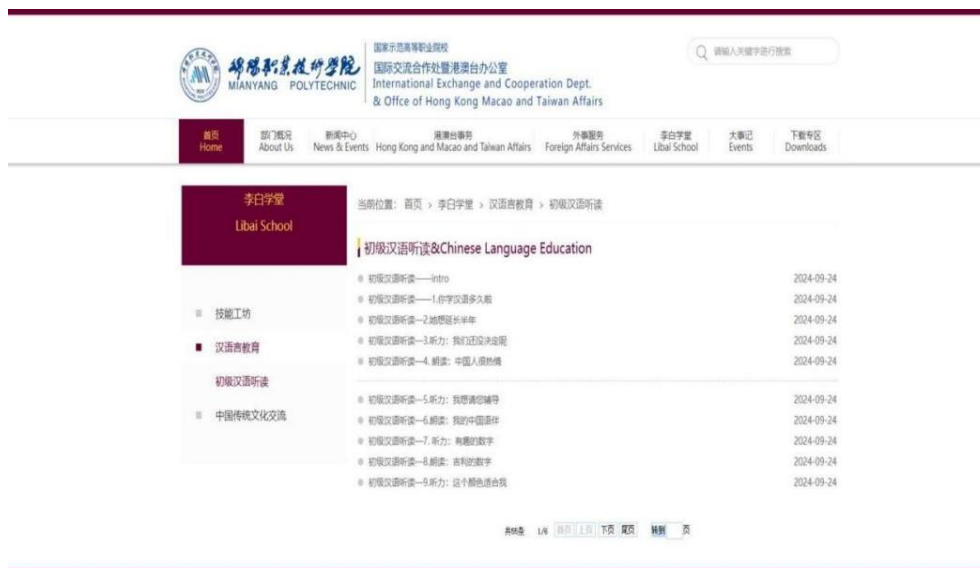 国家示范高等职业院校
绵阳职业技术学院
MIANYANG POLYTECHNIC
国际交流合作处暨港澳台办公室
International Exchange and Cooperation Dept.
& Offce of Hong Kong Macao and Taiwan Affairs
请输入关键字进行搜索
首页 部门概况 新闻中心 港澳台事务 外事服务 李白学堂 大事记 下载专区
Home About Us News & Events Hong Kong and Macao and Taiwan Affairs Foreign Affairs Services Libai School Events Downloads
李白学堂
Libai School
技能工坊
汉语言教育
初级汉语听读
中国传统文化交流
当前位置: 首页 > 李白学堂 > 汉语言教育 > 初级汉语听读
初级汉语听读&Chinese Language Education
初级汉语听读——intro 2024-09-24
初级汉语听读——1.你学汉语多久啦 2024-09-24
初级汉语听读—2.她想延长半年 2024-09-24
初级汉语听读—3.听力：我们还没决定呢 2024-09-24
初级汉语听读—4. 朗读：中国人很热情 2024-09-24
初级汉语听读—5.听力：我想请您辅导 2024-09-24
初级汉语听读—6.朗读：我的中国语伴 2024-09-24
初级汉语听读—7. 听力：有趣的数字 2024-09-24
初级汉语听读—8.朗读：吉利的数字 2024-09-24
初级汉语听读—9.听力：这个颜色适合我 2024-09-24
1/6 首页 上页 下页 尾页 转到 页